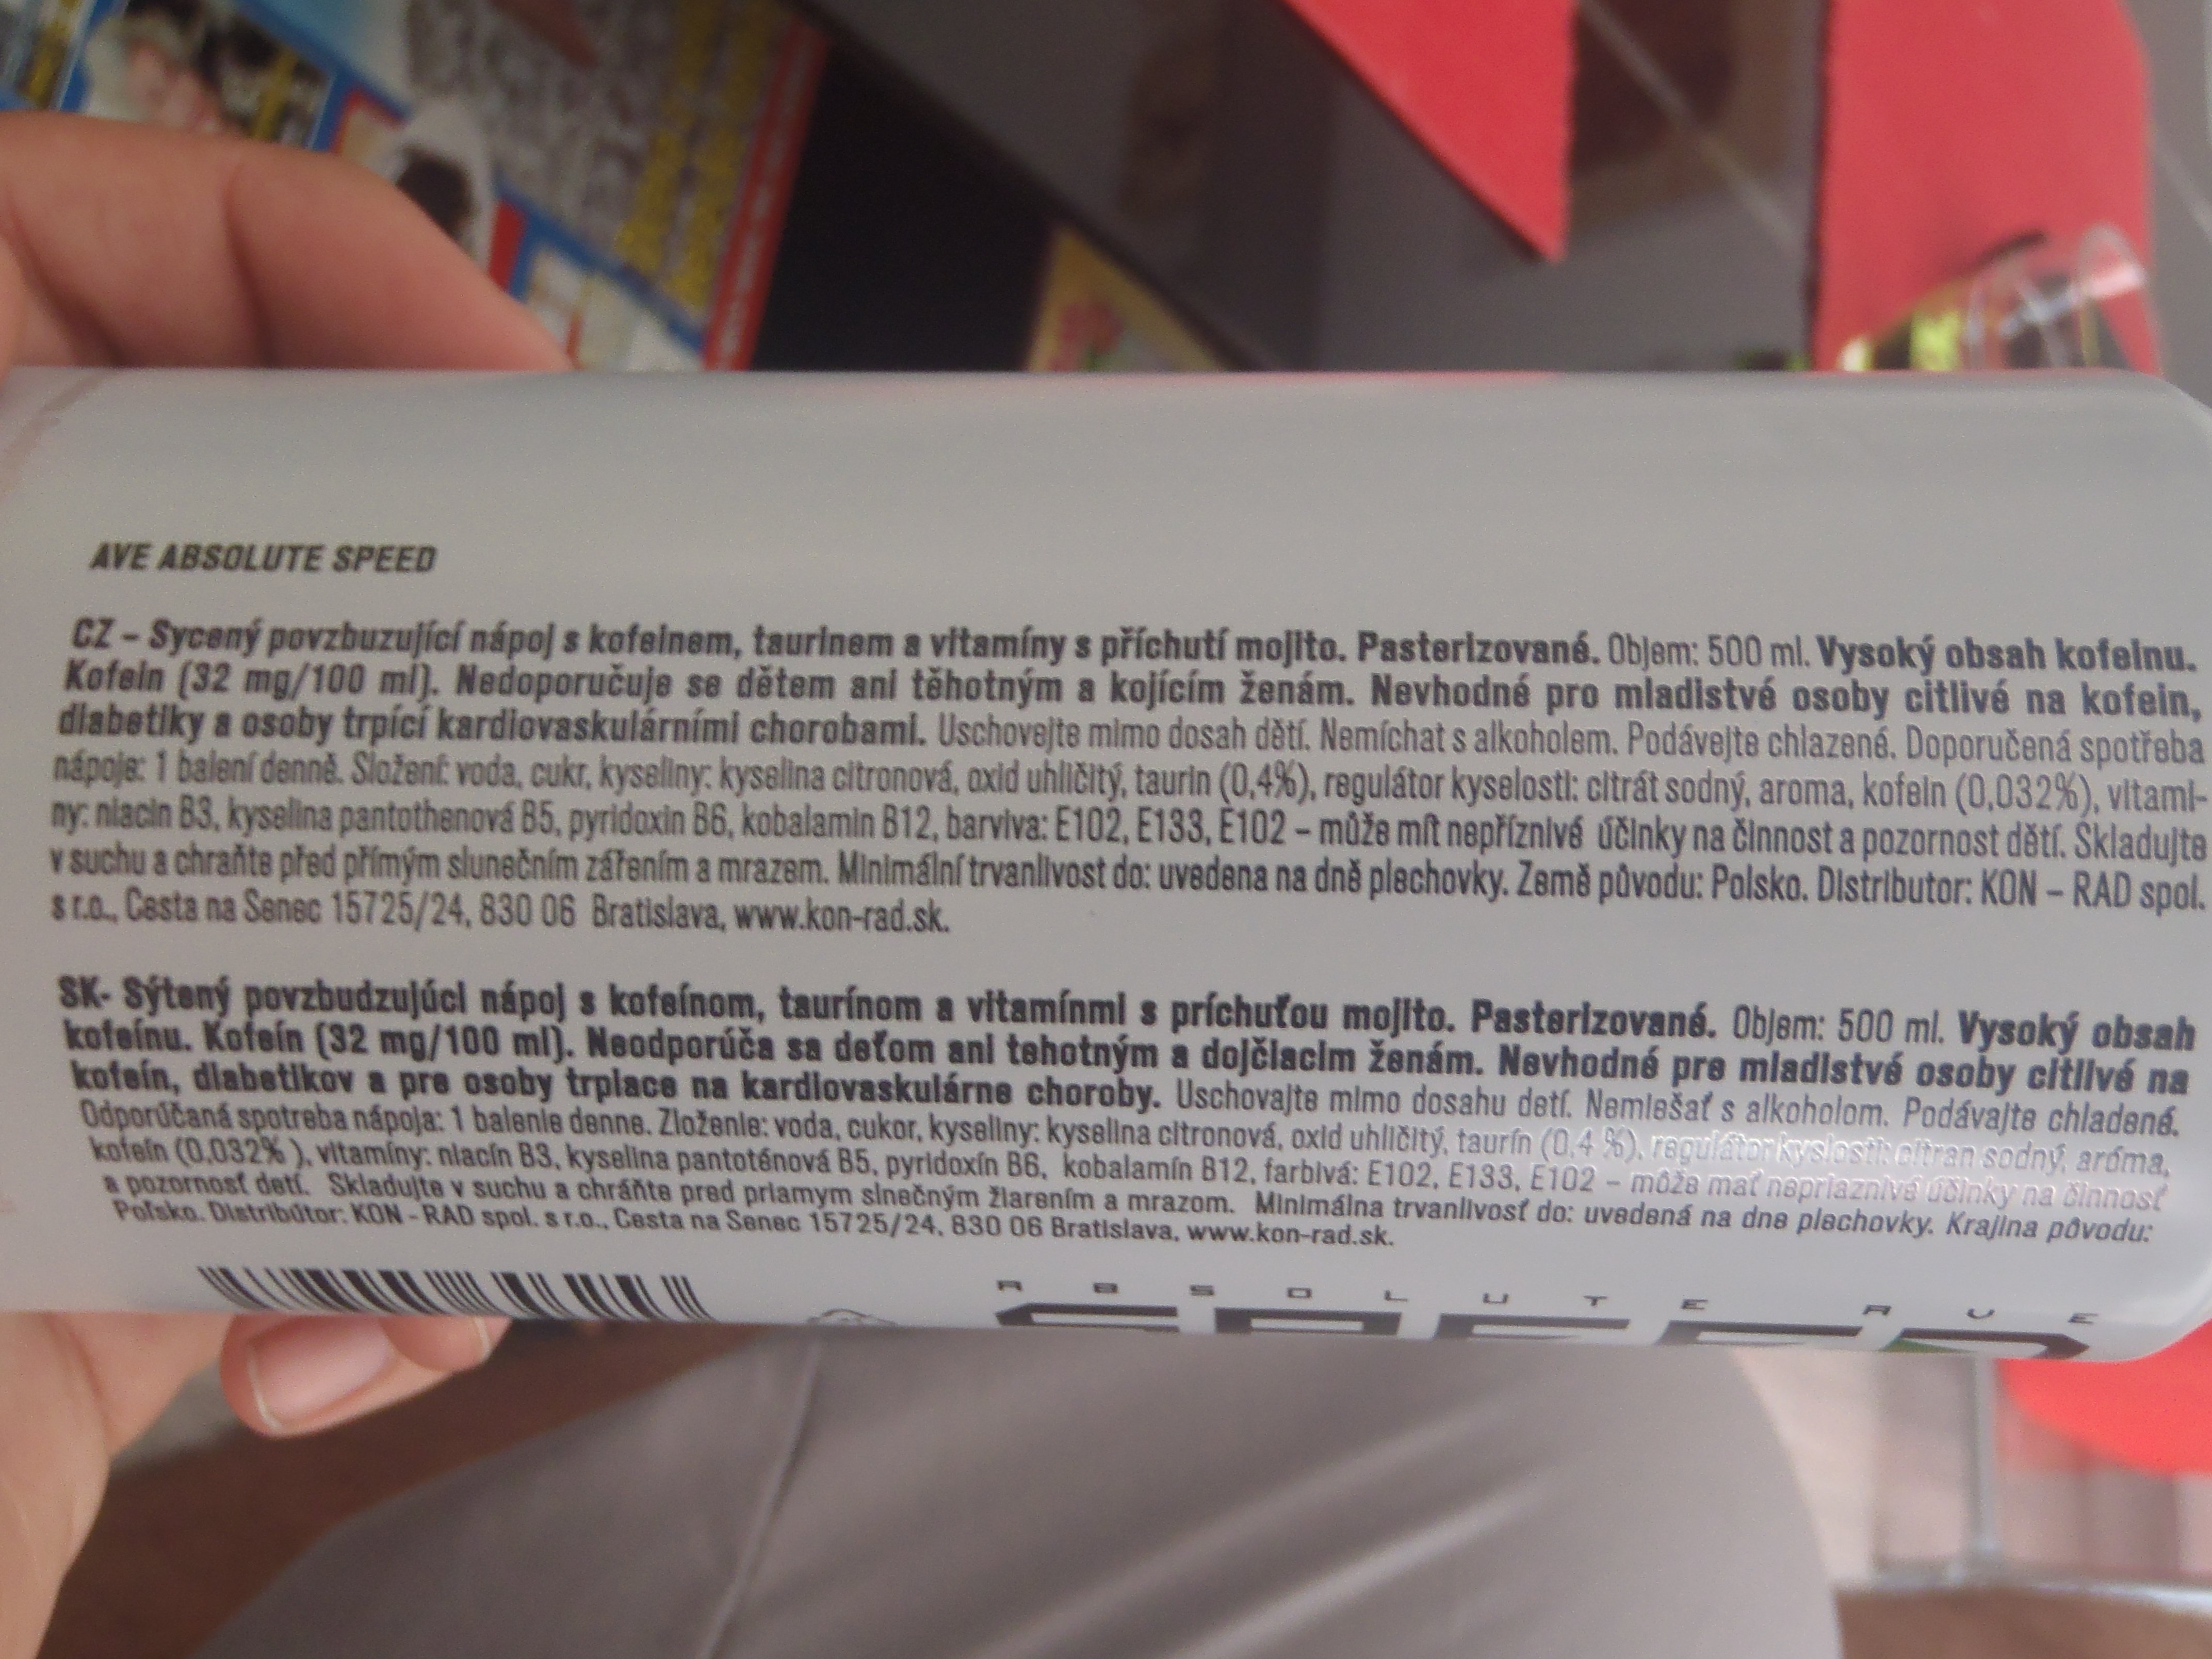 AVE ABSOLUTE SPEED
CZ – Sycený povzbuzující nápoj s kofeinem, taurinem a vitamíny s příchutí mojito. Pasterizované. Objem: 500 ml. Vysoký obsah kofeinu.
Kofein (32 mg/100 ml). Nedoporučuje se dětem ani těhotným a kojícím ženám. Nevhodné pro mladistvé osoby citlivé na kofein,
diabetiky a osoby trpící kardiovaskulárními chorobami. Uschovejte mimo dosah dětí. Nemíchat s alkoholem. Podávejte chlazené. Doporučená spotřeba
nápoje: 1 balení denně. Složení: voda, cukr, kyseliny: kyselina citronová, oxid uhličitý, taurin (0,4%), regulátor kyselosti: citrát sodný, aroma, kofein (0,032%), vitami-
ny: niacin B3, kyselina pantothenová B5, pyridoxin B6, kobalamin B12, barviva: E102, E133, E102 – může mít nepříznivé účinky na činnost a pozornost dětí. Skladujte
v suchu a chraňte před přímým slunečním zářením a mrazem. Minimální trvanlivost do: uvedena na dně plechovky. Země původu: Polsko. Distributor: KON – RAD spol.
s r.o., Cesta na Senec 15725/24, 830 06 Bratislava, www.kon-rad.sk.
SK- Sýtený povzbudzujúci nápoj s kofeínom, taurínom a vitamínmi s príchuťou mojito. Pasterizované. Objem: 500 ml. Vysoký obsah
kofeínu. Kofeín (32 mg/100 ml). Neodporúča sa deťom ani tehotným a dojčiacim ženám. Nevhodné pre mladistvé osoby citlivé na
kofeín, diabetikov a pre osoby trpiace na kardiovaskulárne choroby. Uschovajte mimo dosahu detí. Nemiešať s alkoholom. Podávajte chladené.
Odporúčaná spotreba nápoja: 1 balenie denne. Zloženie: voda, cukor, kyseliny: kyselina citronová, oxid uhličitý, taurín (0,4 %), regulátor kyslosti: citran sodný, aróma,
kofeín (0,032% ), vitamíny: niacín B3, kyselina pantoténová B5, pyridoxín B6, kobalamín B12, farbivá: E102, E133, E102 – môže mať nepriaznivé účinky na činnosť
a pozornosť detí. Skladujte v suchu a chráňte pred priamym slnečným žiarením a mrazom. Minimálna trvanlivosť do: uvedená na dne plechovky. Krajina pôvodu:
Poľsko. Distribútor: KON - RAD spol. s r.o., Cesta na Senec 15725/24, 830 06 Bratislava, www.kon-rad.sk.
ABSOLUTE AVE
SPEED